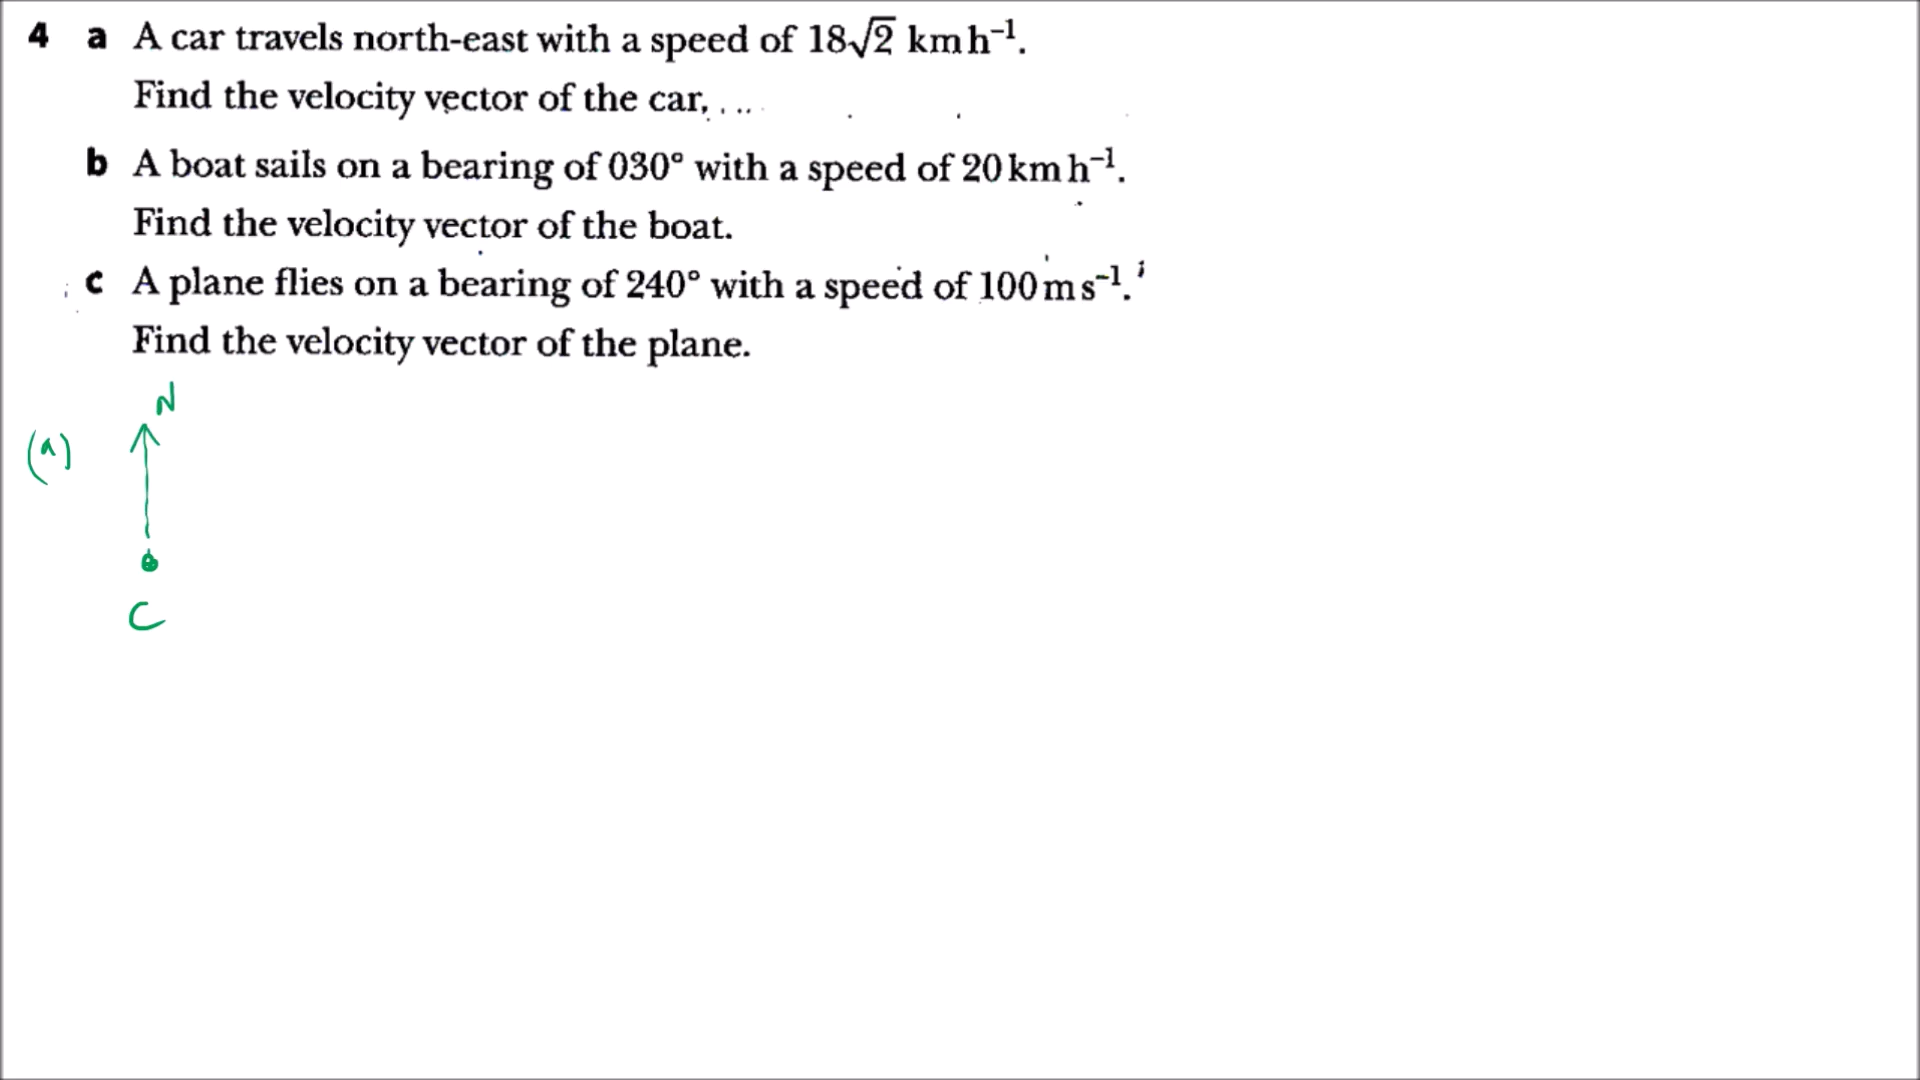 4 a A car travels north-east with a speed of 18√2 km h⁻¹.
Find the velocity vector of the car. . ..
b A boat sails on a bearing of 030° with a speed of 20 km h⁻¹.
Find the velocity vector of the boat.
c A plane flies on a bearing of 240° with a speed of 100 m s⁻¹.
Find the velocity vector of the plane.
N
(a)
C